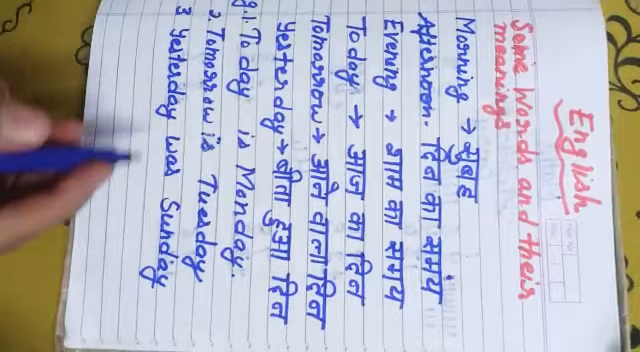 English
Some Words and their
meanings
Morning → सुबह
Afternoon. दिन का समय
Evening → शाम का समय
Today → आज का दिन
Tomorrow → आने वाला दिन
Yesterday → बीता हुआ दिन
g.1. Today is Monday.
2. Tomorrow is Tuesday
3 Yesterday was Sunday